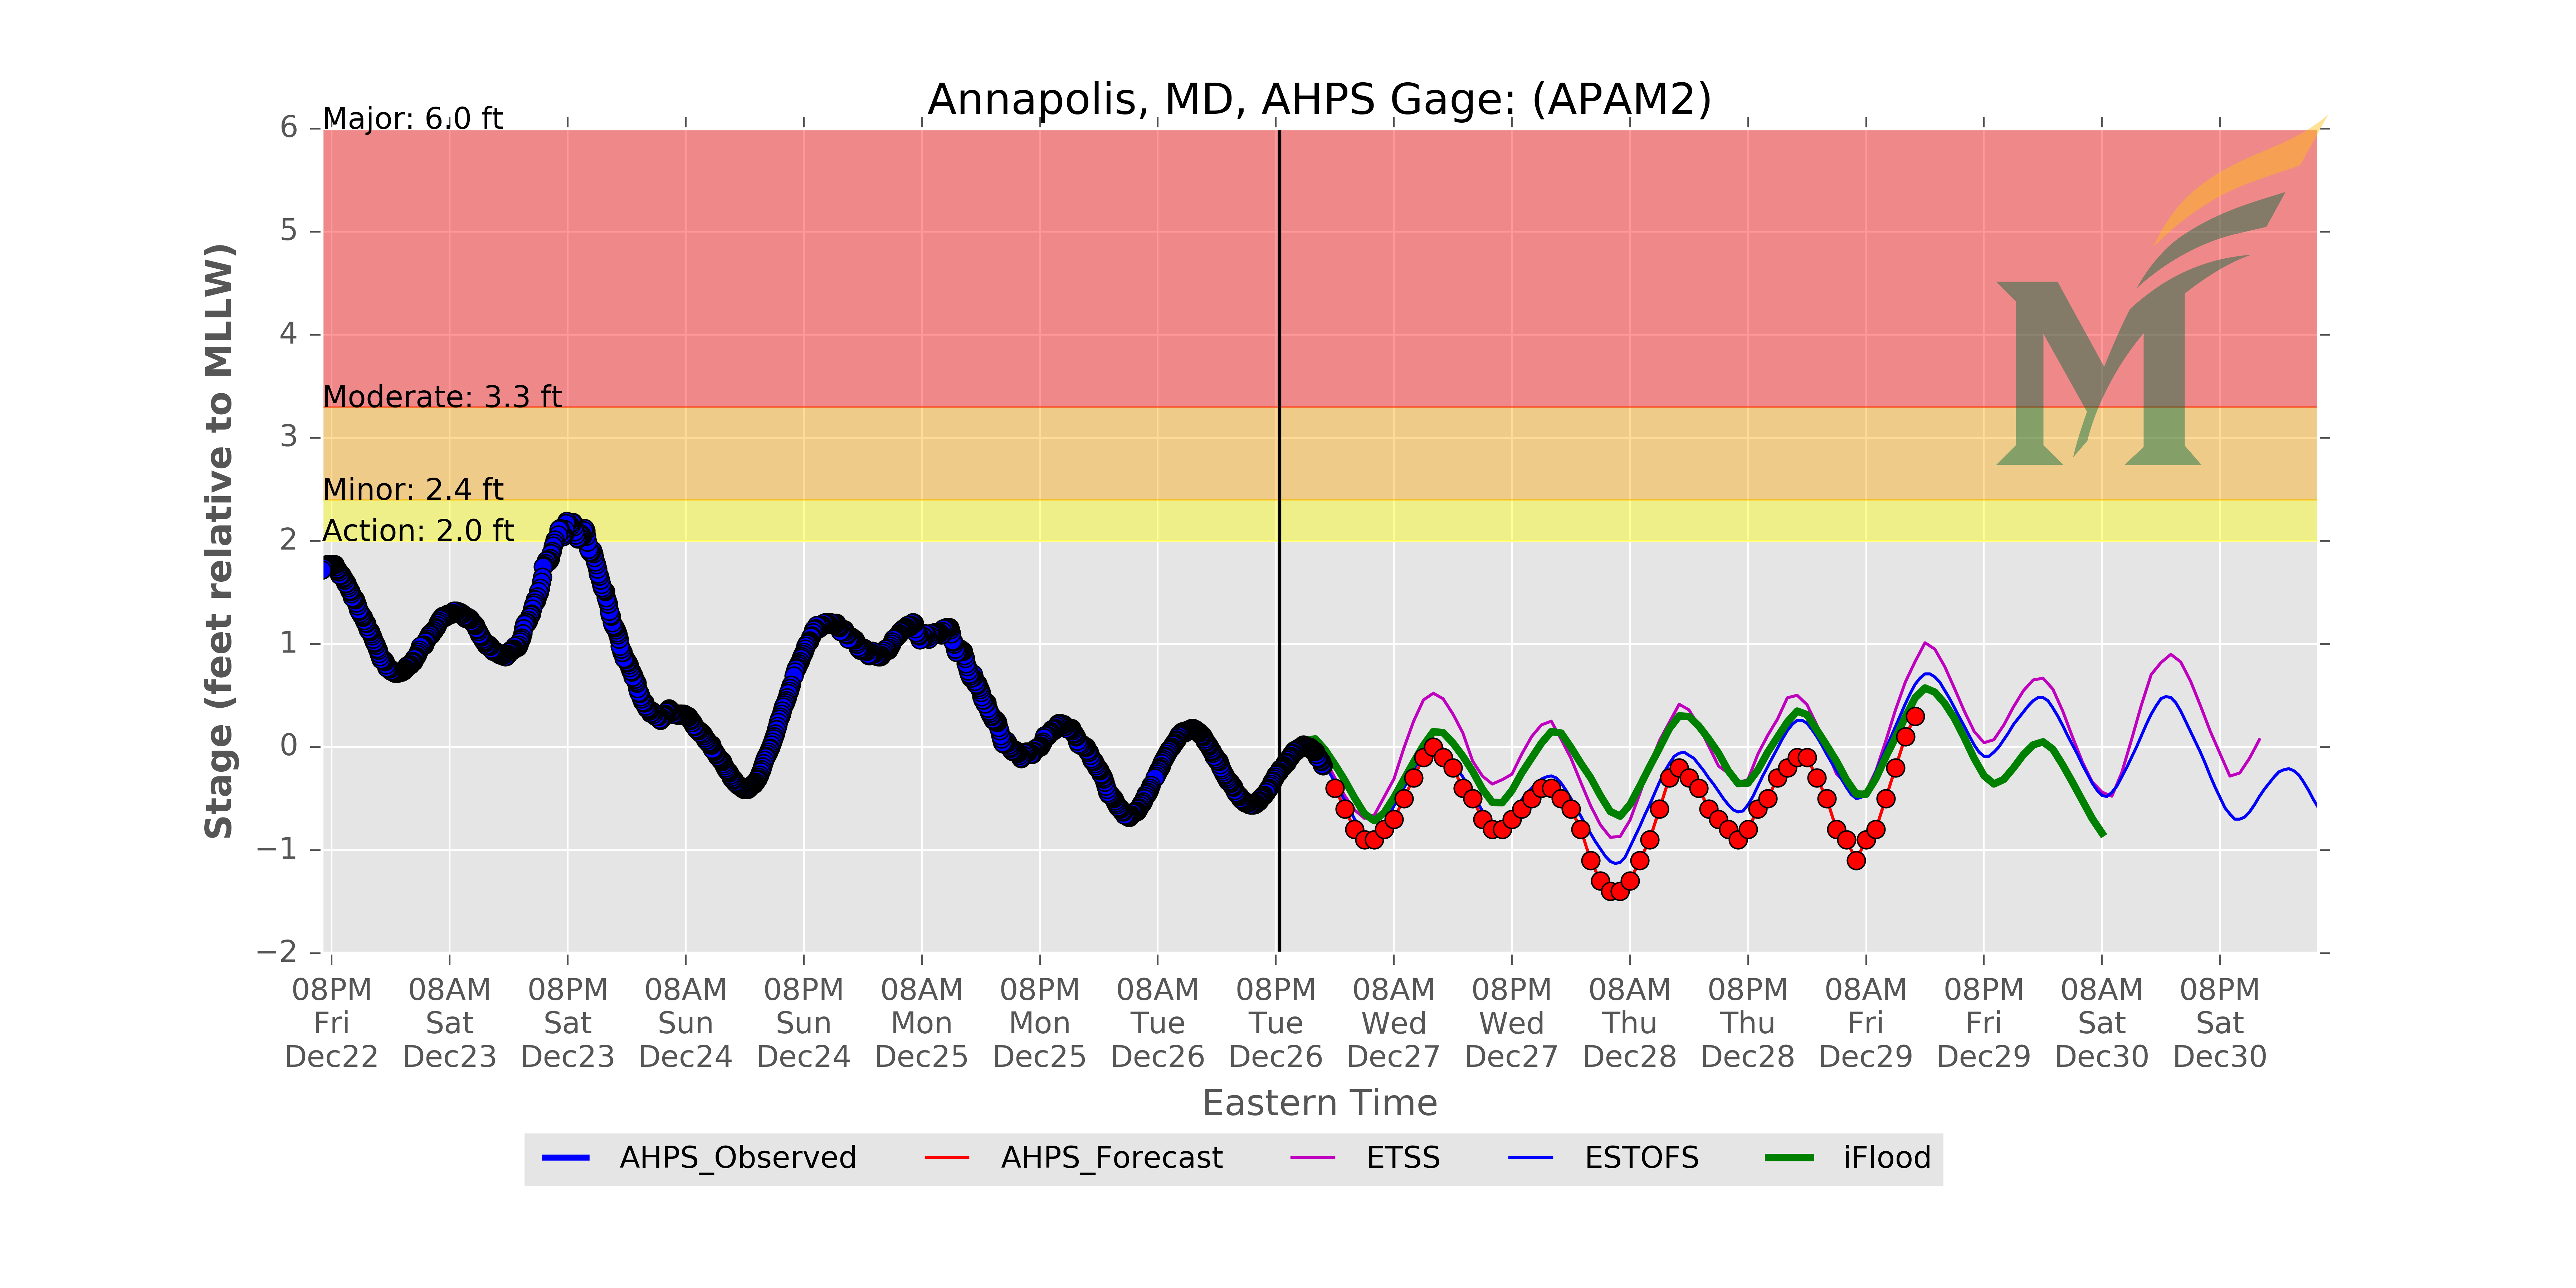 Annapolis, MD, AHPS Gage: (APAM2)
Major: 6.0 ft
Moderate: 3.3 ft
Minor: 2.4 ft
Action: 2.0 ft
6
5
4
3
2
1
0
−1
−2
Stage (feet relative to MLLW)
08PM 08AM 08PM 08AM 08PM 08AM 08PM 08AM 08PM 08AM 08PM 08AM 08PM 08AM 08PM 08AM 08PM
Fri Sat Sat Sun Sun Mon Mon Tue Tue Wed Wed Thu Thu Fri Fri Sat Sat
Dec22 Dec23 Dec23 Dec24 Dec24 Dec25 Dec25 Dec26 Dec26 Dec27 Dec27 Dec28 Dec28 Dec29 Dec29 Dec30 Dec30
Eastern Time
AHPS_Observed AHPS_Forecast ETSS ESTOFS iFlood
M